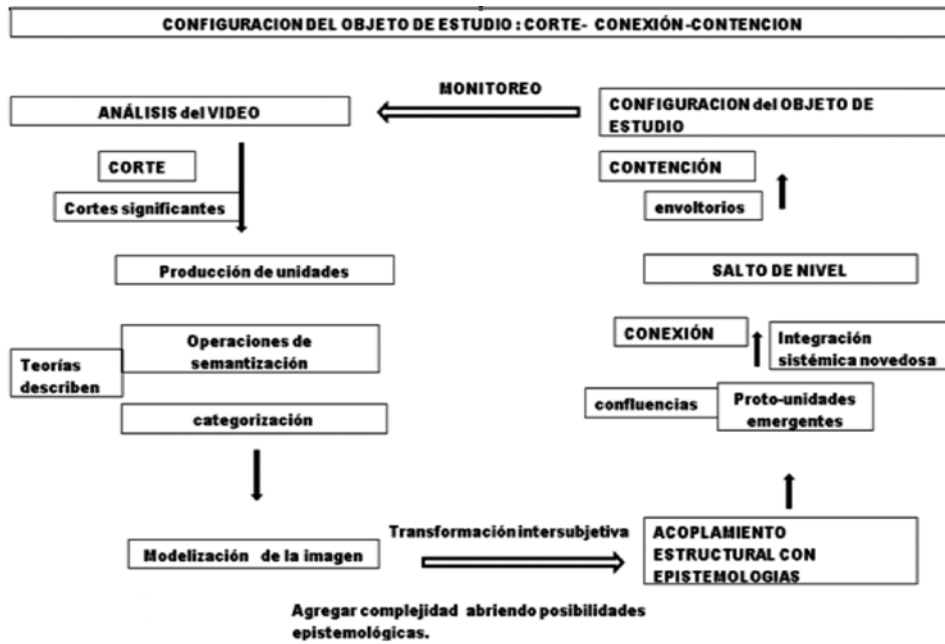 CONFIGURACION DEL OBJETO DE ESTUDIO : CORTE- CONEXIÓN-CONTENCION
MONITOREO
ANÁLISIS del VIDEO
CORTE
Cortes significantes
Producción de unidades
Operaciones de
semantización
Teorías
describen
categorización
Modelización de la imagen
Transformación intersubjetiva
Agregar complejidad abriendo posibilidades
epistemológicas.
ACOPLAMIENTO
ESTRUCTURAL CON
EPISTEMOLOGIAS
confluencias
Proto-unidades
emergentes
CONEXIÓN
Integración
sistémica novedosa
SALTO DE NIVEL
envoltorios
CONTENCIÓN
CONFIGURACION del OBJETO DE
ESTUDIO